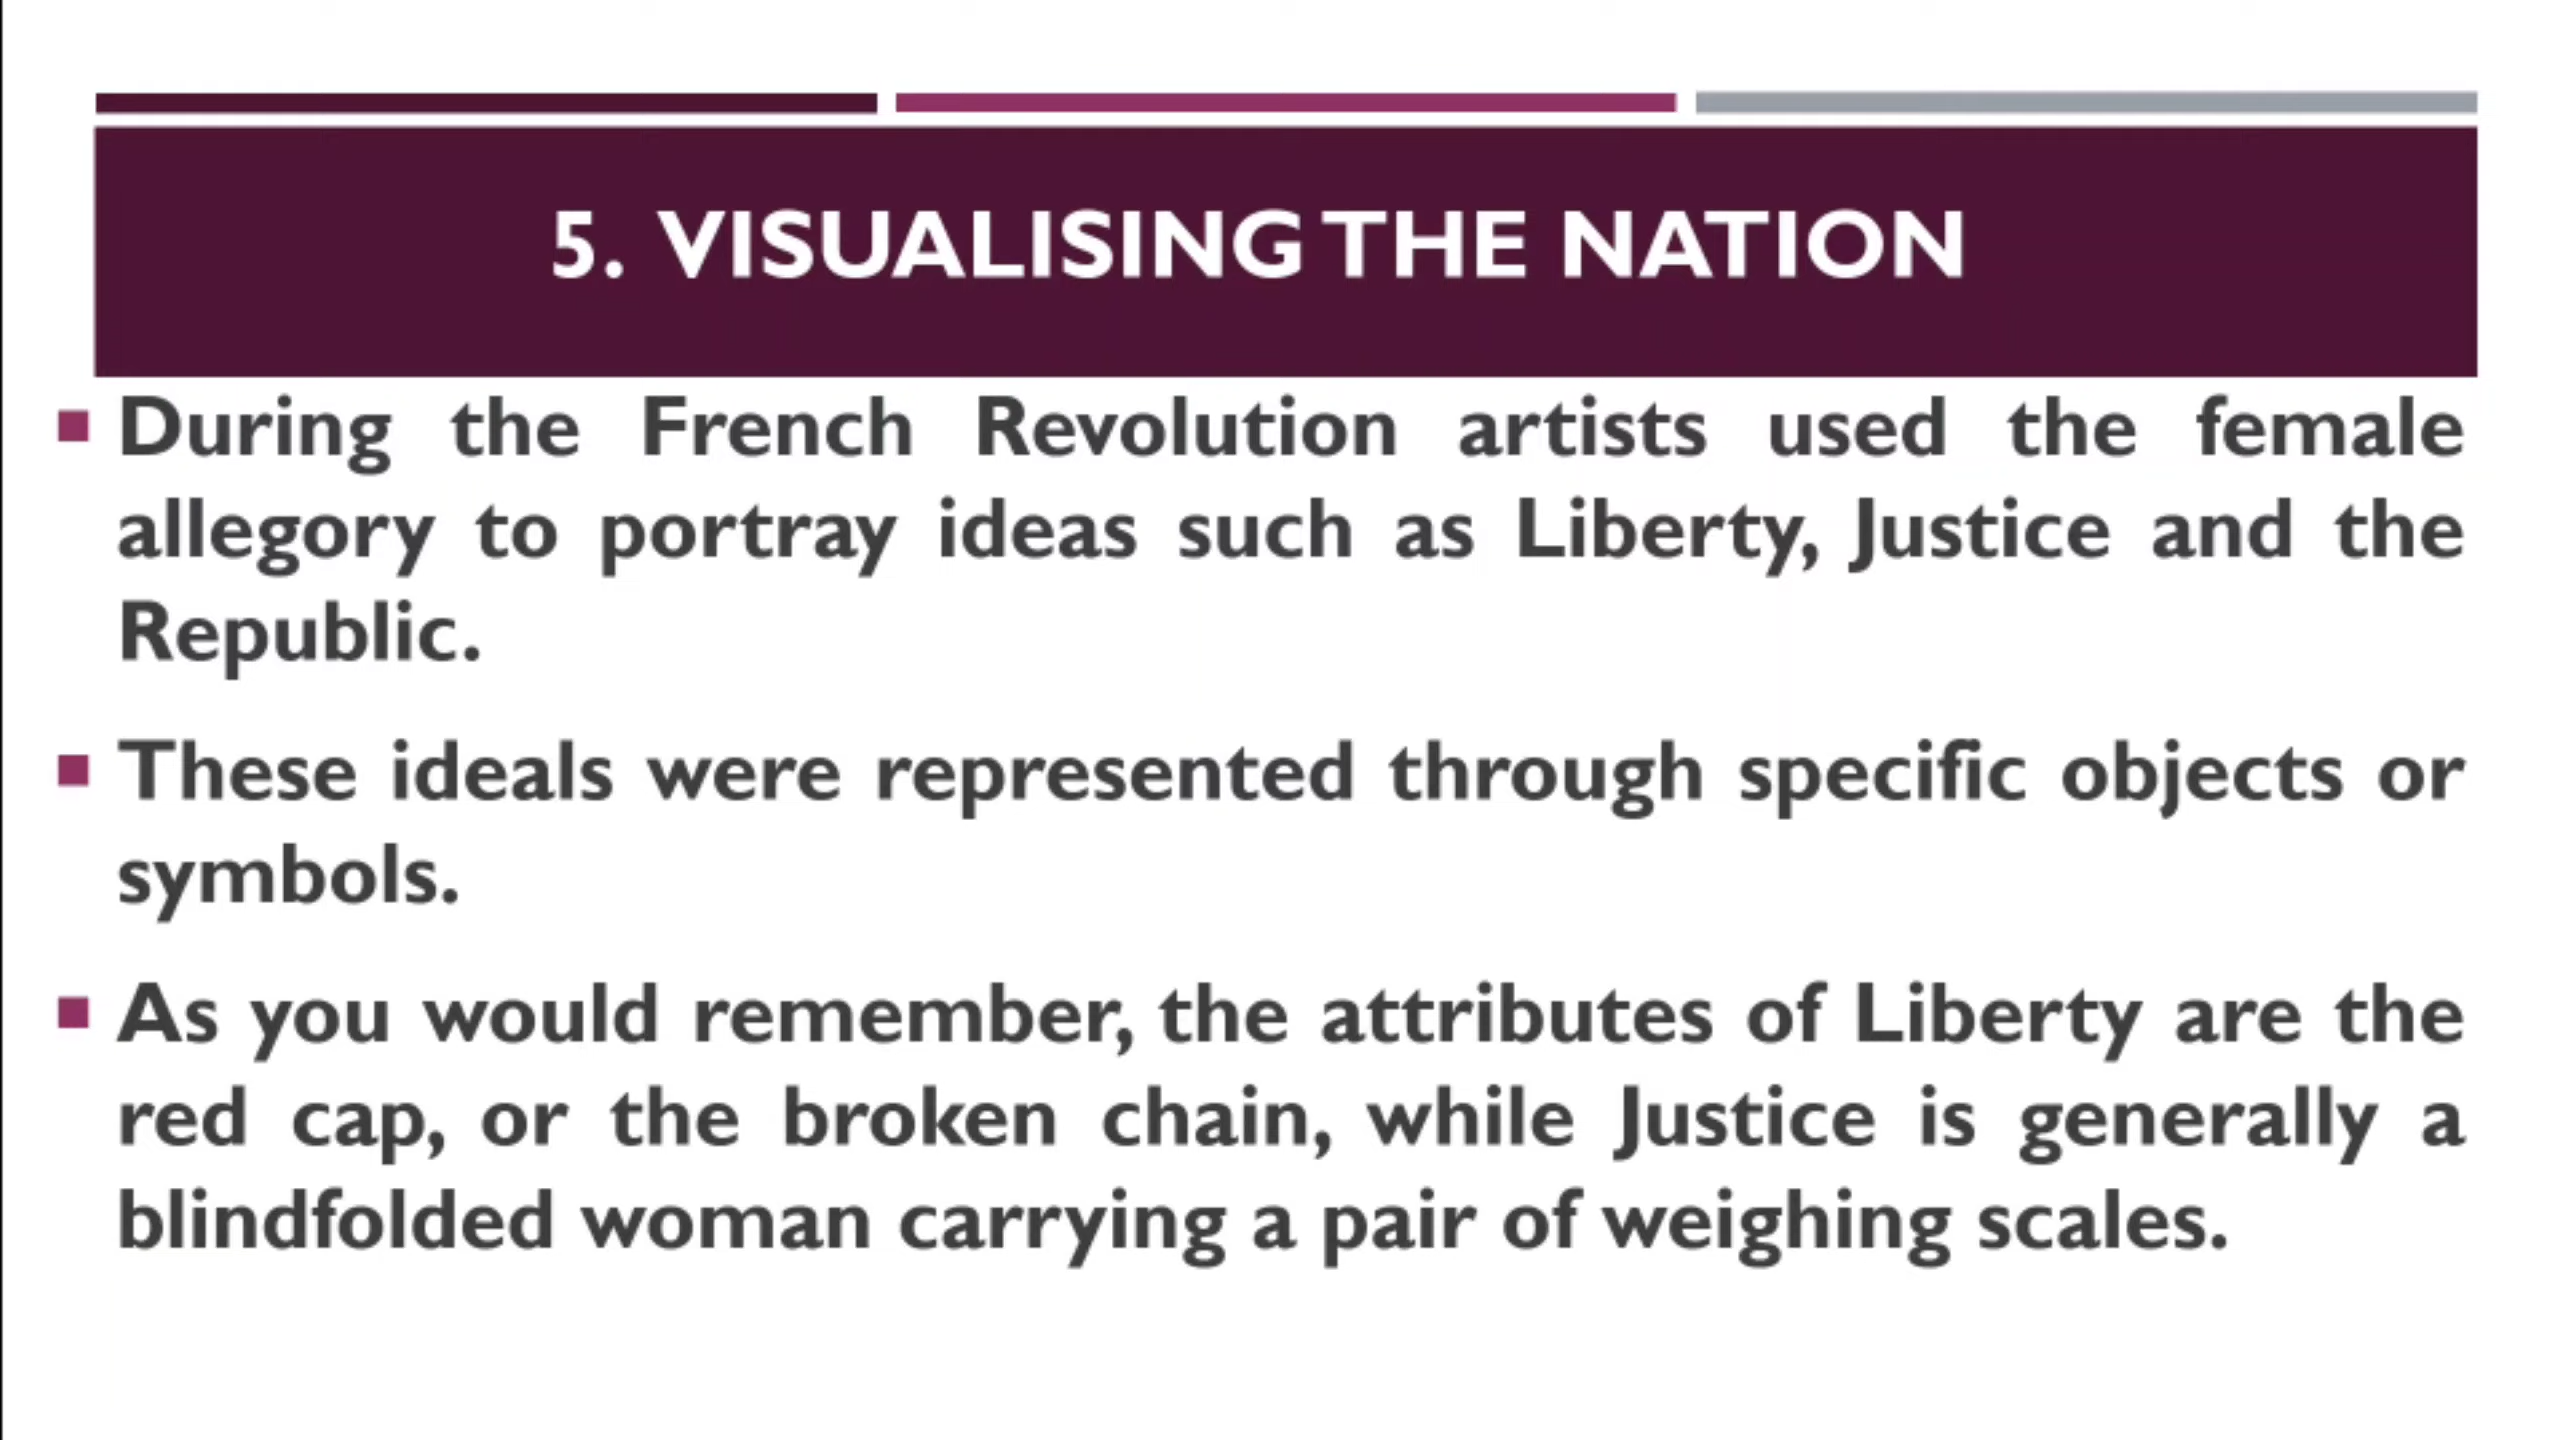 5. VISUALISING THE NATION
During the French Revolution artists used the female
allegory to portray ideas such as Liberty, Justice and the
Republic.
These ideals were represented through specific objects or
symbols.
As you would remember, the attributes of Liberty are the
red cap, or the broken chain, while Justice is generally a
blindfolded woman carrying a pair of weighing scales.